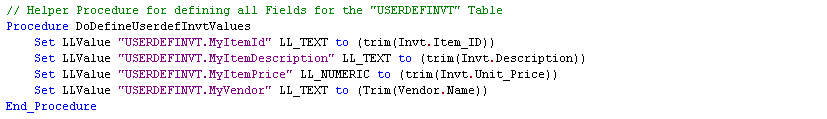 // Helper Procedure for defining all Fields for the "USERDEFINVT" Table
Procedure DoDefineUserdefInvtValues
    Set LLValue "USERDEFINVT.MyItemId" LL_TEXT to (trim(Invt.Item_ID))
    Set LLValue "USERDEFINVT.MyItemDescription" LL_TEXT to (trim(Invt.Description))
    Set LLValue "USERDEFINVT.MyItemPrice" LL_NUMERIC to (trim(Invt.Unit_Price))
    Set LLValue "USERDEFINVT.MyVendor" LL_TEXT to (Trim(Vendor.Name))
End_Procedure